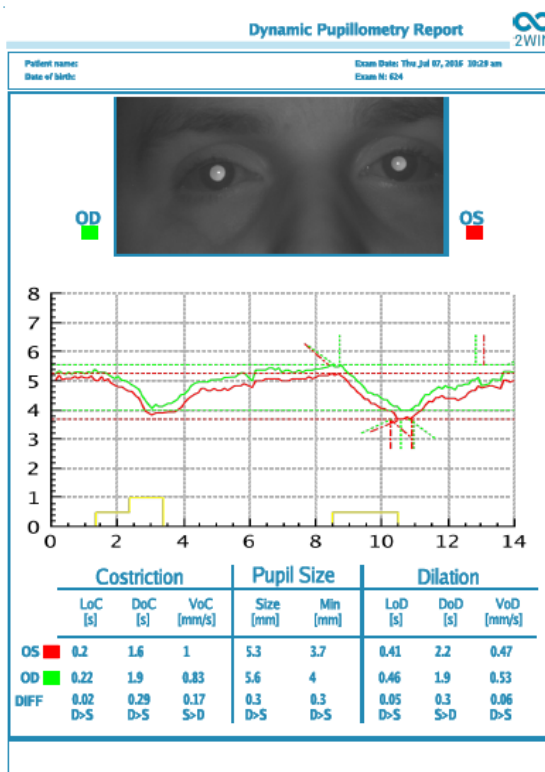 Dynamic Pupillometry Report
2WIN
Patient name:
Date of birth:
Exam Date: Thu Jul 07, 2016 10:29 am
Exam N: 624
OD
OS
8
7
6
5
4
3
2
1
0
0 2 4 6 8 10 12 14
Costriction Pupil Size Dilation
LoC [s] DoC [s] VoC [mm/s] Size [mm] Min [mm] LoD [s] DoD [s] VoD [mm/s]
OS 0.2 1.6 1 5.3 3.7 0.41 2.2 0.47
OD 0.22 1.9 0.83 5.6 4 0.46 1.9 0.53
DIFF 0.02 0.29 0.17 0.3 0.3 0.05 0.3 0.06
D>S D>S S>D D>S D>S D>S S>D D>S